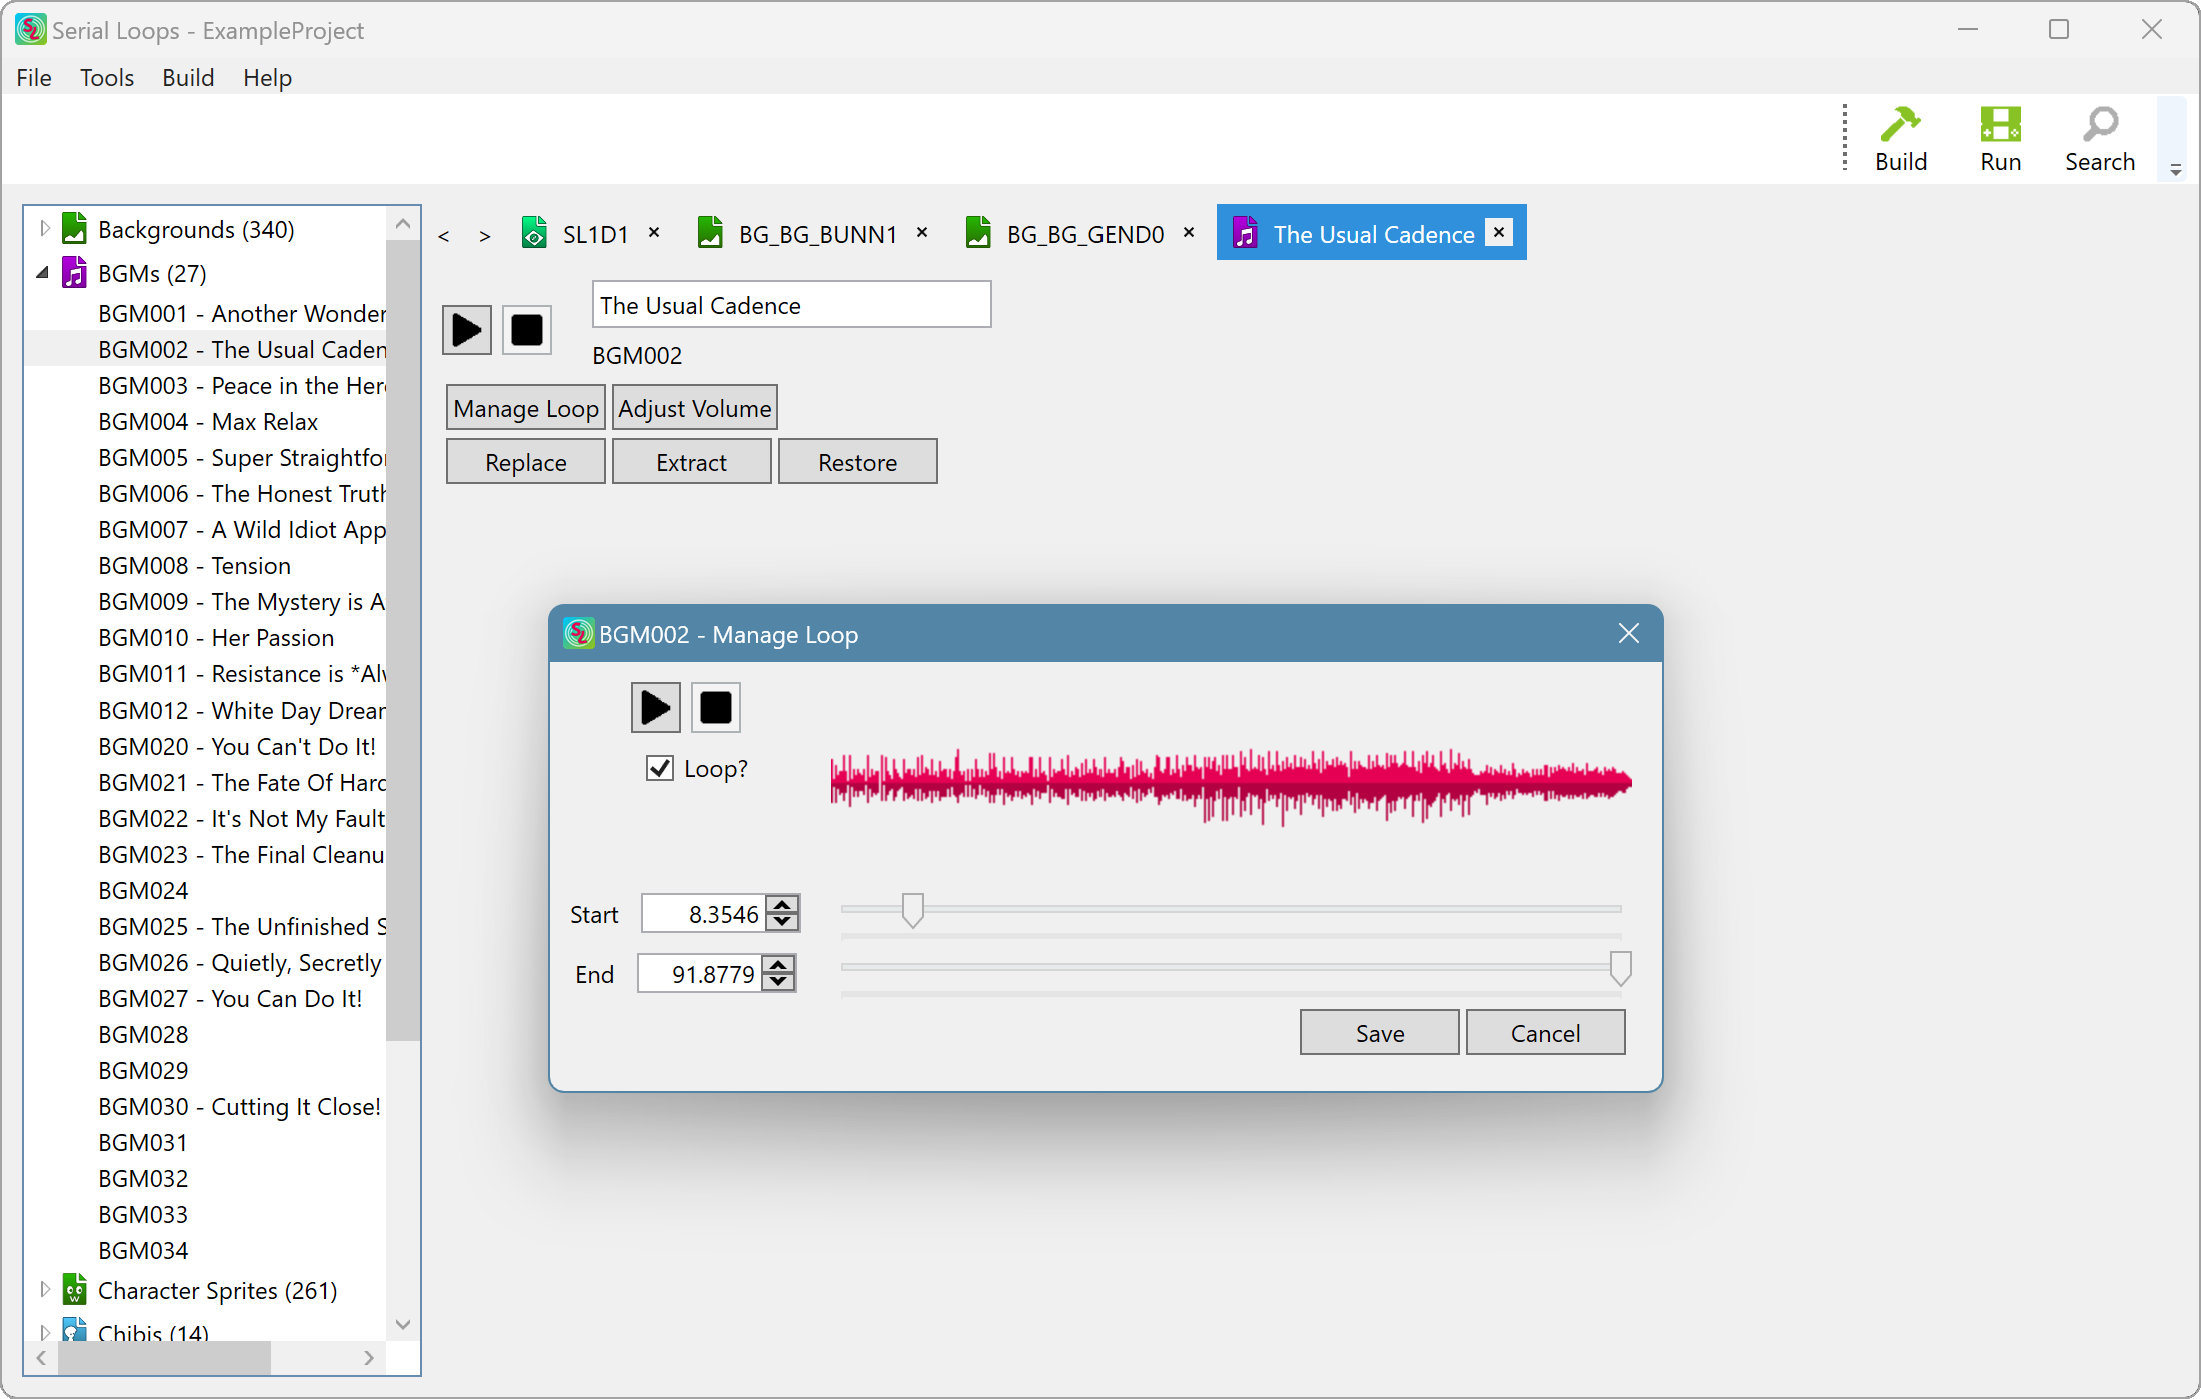 Serial Loops - ExampleProject
File Tools Build Help
Build Run Search
Backgrounds (340)
BGMs (27)
BGM001 - Another Wonder
BGM002 - The Usual Caden
BGM003 - Peace in the Her
BGM004 - Max Relax
BGM005 - Super Straightfor
BGM006 - The Honest Truth
BGM007 - A Wild Idiot App
BGM008 - Tension
BGM009 - The Mystery is A
BGM010 - Her Passion
BGM011 - Resistance is *Alw
BGM012 - White Day Drear
BGM020 - You Can't Do It!
BGM021 - The Fate Of Hard
BGM022 - It's Not My Fault
BGM023 - The Final Cleanu
BGM024
BGM025 - The Unfinished S
BGM026 - Quietly, Secretly
BGM027 - You Can Do It!
BGM028
BGM029
BGM030 - Cutting It Close!
BGM031
BGM032
BGM033
BGM034
Character Sprites (261)
Chibis (14)
< > SL1D1 × BG_BG_BUNN1 × BG_BG_GEND0 × The Usual Cadence ×
The Usual Cadence
BGM002
Manage Loop Adjust Volume
Replace Extract Restore
BGM002 - Manage Loop
Loop?
Start 8.3546
End 91.8779
Save Cancel